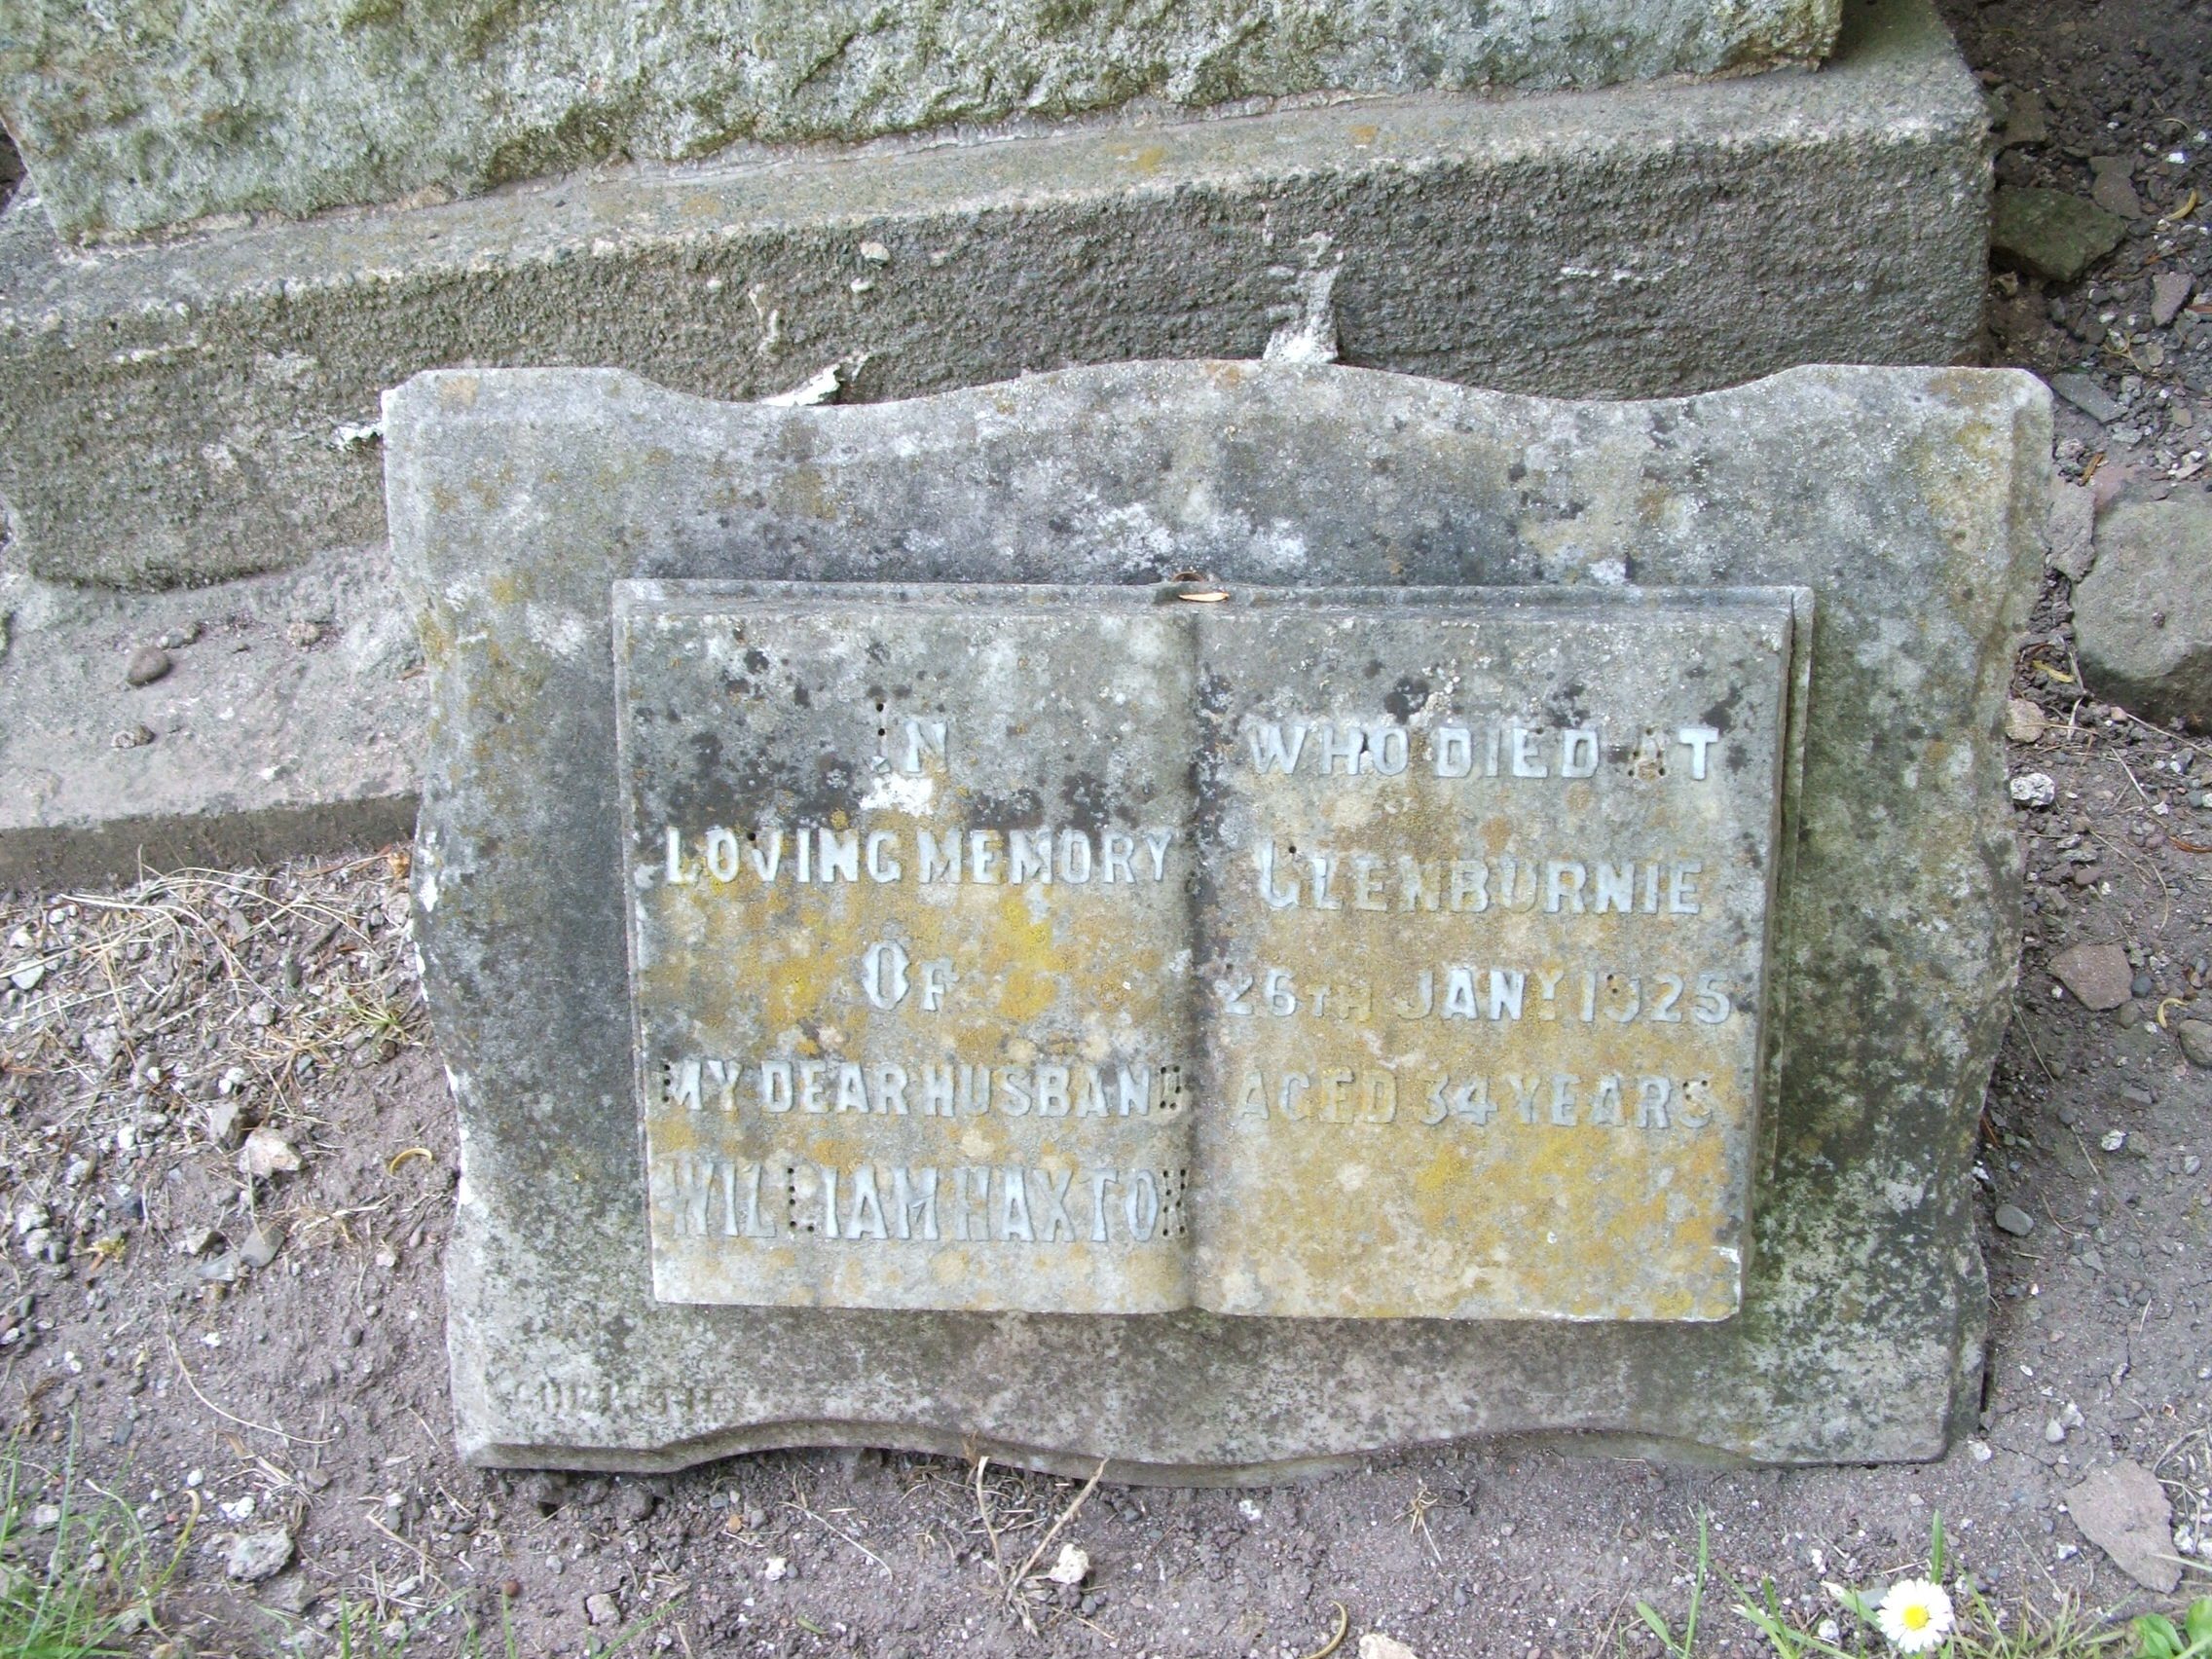 IN
LOVING MEMORY
OF
MY DEAR HUSBAND
WILLIAM HAXTON
WHO DIED AT
GLENBURNIE
26TH JANY. 1925
AGED 34 YEARS
CHRISTIE